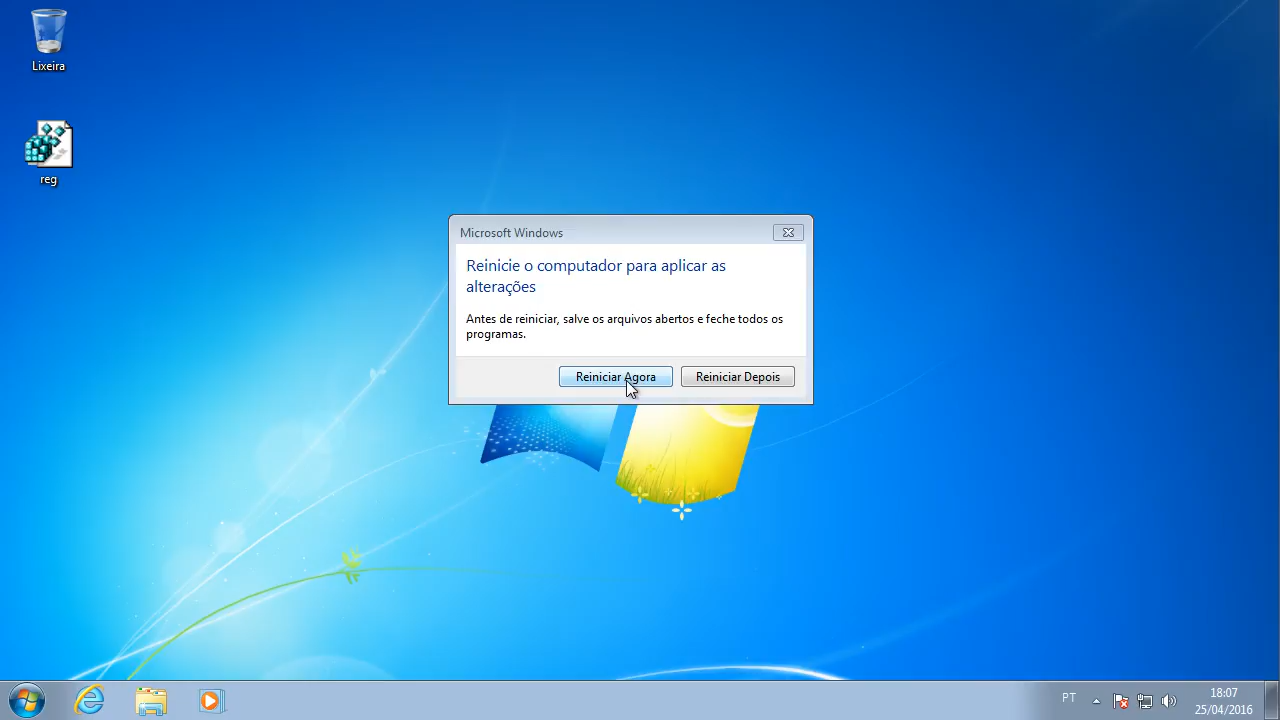 Lixeira
reg
Microsoft Windows
Reinicie o computador para aplicar as
alterações
Antes de reiniciar, salve os arquivos abertos e feche todos os
programas.
Reiniciar Agora
Reiniciar Depois
PT
18:07
25/04/2016